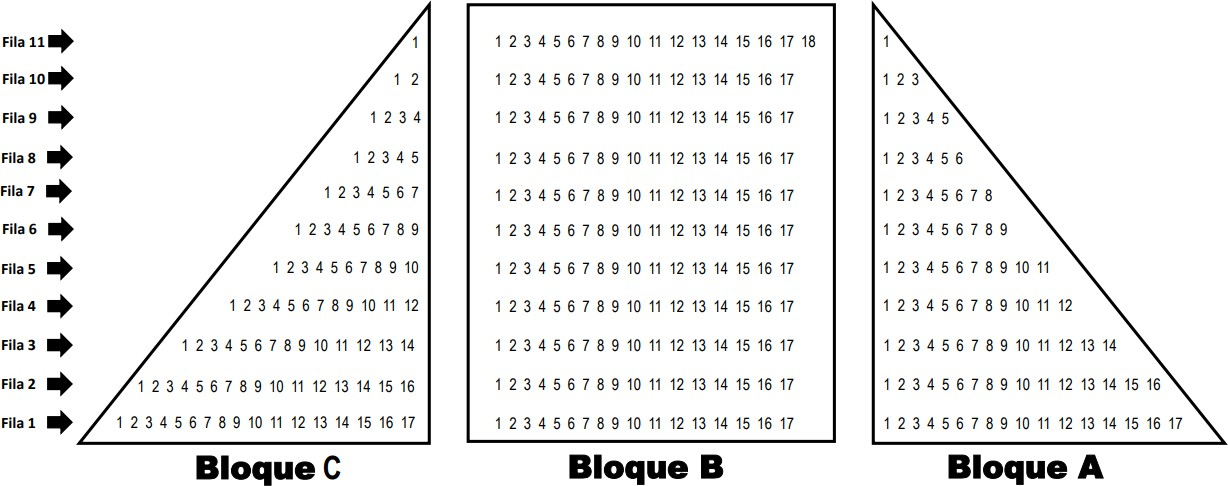 Fila 11 1 1 2 3 4 5 6 7 8 9 10 11 12 13 14 15 16 17 18 1
Fila 10 1 2 1 2 3 4 5 6 7 8 9 10 11 12 13 14 15 16 17 1 2 3
Fila 9 1 2 3 4 1 2 3 4 5 6 7 8 9 10 11 12 13 14 15 16 17 1 2 3 4 5
Fila 8 1 2 3 4 5 1 2 3 4 5 6 7 8 9 10 11 12 13 14 15 16 17 1 2 3 4 5 6
Fila 7 1 2 3 4 5 6 7 1 2 3 4 5 6 7 8 9 10 11 12 13 14 15 16 17 1 2 3 4 5 6 7 8
Fila 6 1 2 3 4 5 6 7 8 9 1 2 3 4 5 6 7 8 9 10 11 12 13 14 15 16 17 1 2 3 4 5 6 7 8 9
Fila 5 1 2 3 4 5 6 7 8 9 10 1 2 3 4 5 6 7 8 9 10 11 12 13 14 15 16 17 1 2 3 4 5 6 7 8 9 10 11
Fila 4 1 2 3 4 5 6 7 8 9 10 11 12 1 2 3 4 5 6 7 8 9 10 11 12 13 14 15 16 17 1 2 3 4 5 6 7 8 9 10 11 12
Fila 3 1 2 3 4 5 6 7 8 9 10 11 12 13 14 1 2 3 4 5 6 7 8 9 10 11 12 13 14 15 16 17 1 2 3 4 5 6 7 8 9 10 11 12 13 14
Fila 2 1 2 3 4 5 6 7 8 9 10 11 12 13 14 15 16 1 2 3 4 5 6 7 8 9 10 11 12 13 14 15 16 17 1 2 3 4 5 6 7 8 9 10 11 12 13 14 15 16
Fila 1 1 2 3 4 5 6 7 8 9 10 11 12 13 14 15 16 17 1 2 3 4 5 6 7 8 9 10 11 12 13 14 15 16 17 1 2 3 4 5 6 7 8 9 10 11 12 13 14 15 16 17
Bloque C Bloque B Bloque A